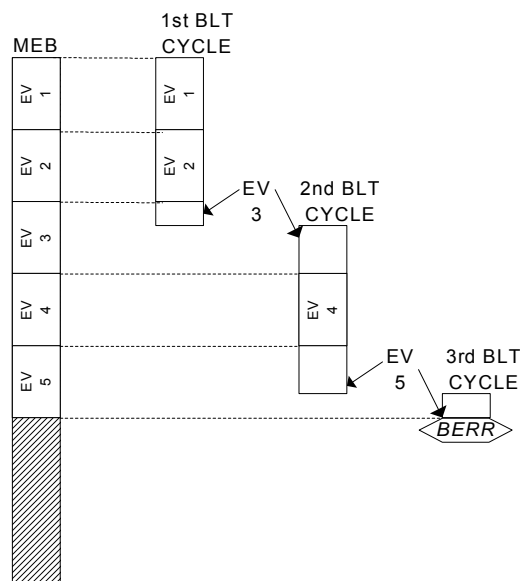 1st BLT
CYCLE
MEB
EV 1
EV 1
EV 2
EV 2
EV
3
2nd BLT
CYCLE
EV 3
EV 4
EV 4
EV
5
3rd BLT
CYCLE
EV 5
BERR